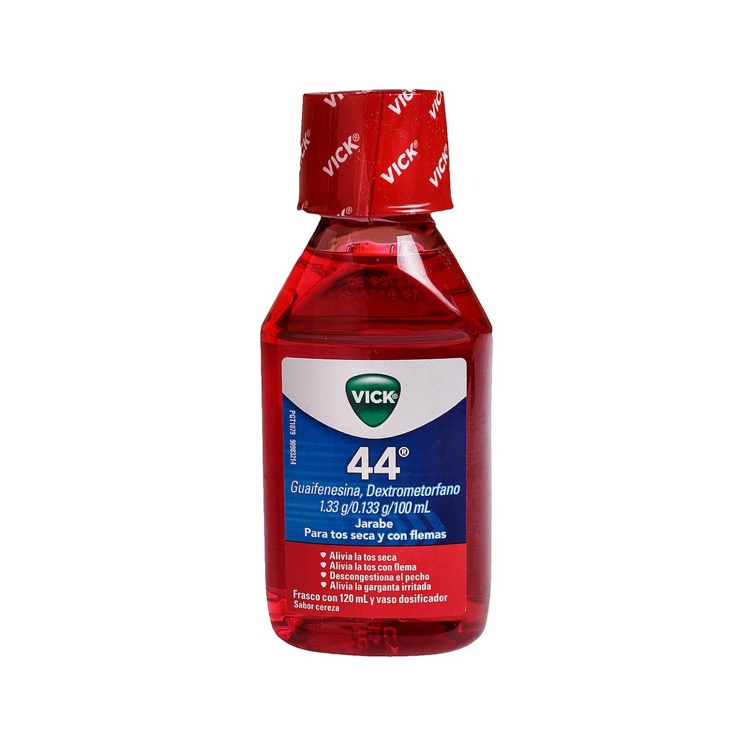 VICK®
VICK®
VICK
VICK®
44®
Guaifenesina, Dextrometorfano
1.33 g/0.133 g/100 mL
Jarabe
Para tos seca y con flemas
Alivia la tos seca
Alivia la tos con flema
Descongestiona el pecho
Alivia la garganta irritada
Frasco con 120 mL y vaso dosificador
Sabor cereza